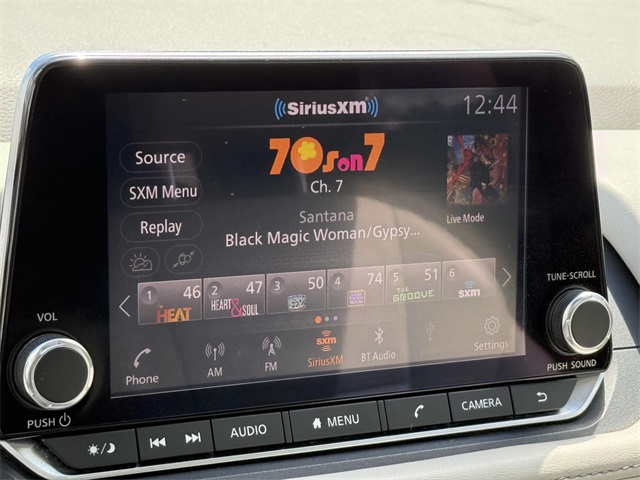 SiriusXM
12:44
70s on 7
Ch. 7
Source
SXM Menu
Replay
Santana
Black Magic Woman/Gypsy...
Live Mode
1 46 2 47 3 50 4 74 5 51 6
HEAT HEART & SOUL THE GROOVE sxm
Phone AM FM SiriusXM BT Audio Settings
sxm
VOL
PUSH
TUNE·SCROLL
PUSH SOUND
AUDIO MENU CAMERA